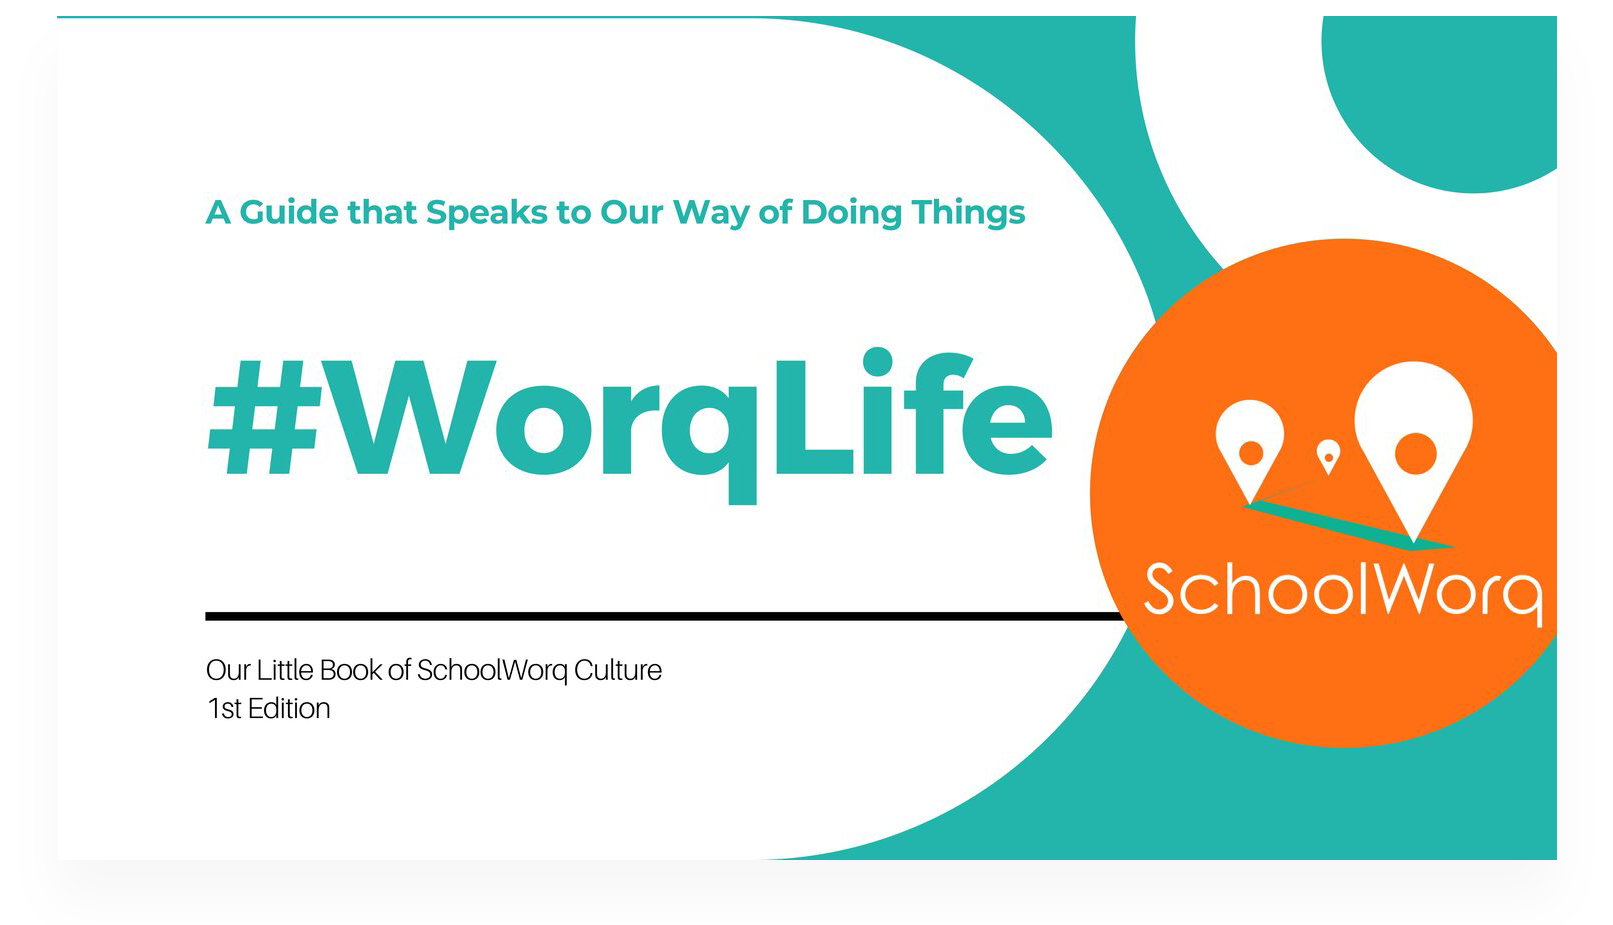 A Guide that Speaks to Our Way of Doing Things
#WorqLife
SchoolWorq
Our Little Book of SchoolWorq Culture
1st Edition